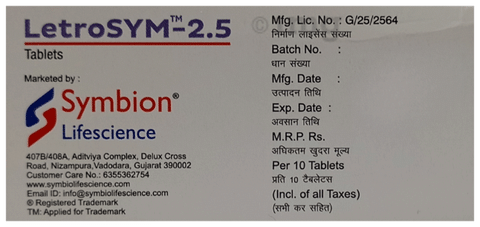 LetroSYM™-2.5
Tablets
Marketed by :
Symbion®
Lifescience
407B/408A, Aditviya Complex, Delux Cross
Road, Nizampura,Vadodara, Gujarat 390002
Customer Care No.: 6355362754
www.symbiolifescience.com
Email ID: info@symbiolifescience.com
® Registered Trademark
TM: Applied for Trademark
Mfg. Lic. No. : G/25/2564
निर्माण लाइसेंस संख्या
Batch No. :
धान संख्या
Mfg. Date :
उत्पादन तिथि
Exp. Date :
अवसान तिथि
M.R.P. Rs.
अधिकतम खुदरा मूल्य
Per 10 Tablets
प्रति 10 टैबलेटस
(Incl. of all Taxes)
(सभी कर सहित)